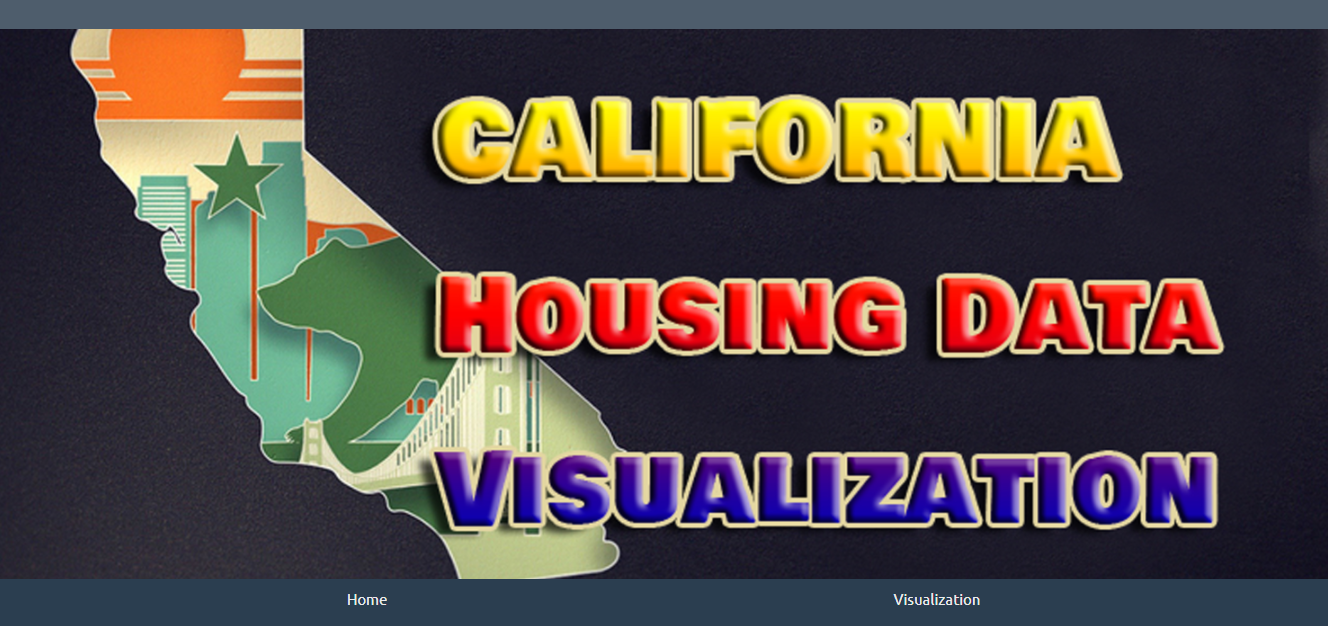 CALIFORNIA
HOUSING DATA
VISUALIZATION
Home
Visualization